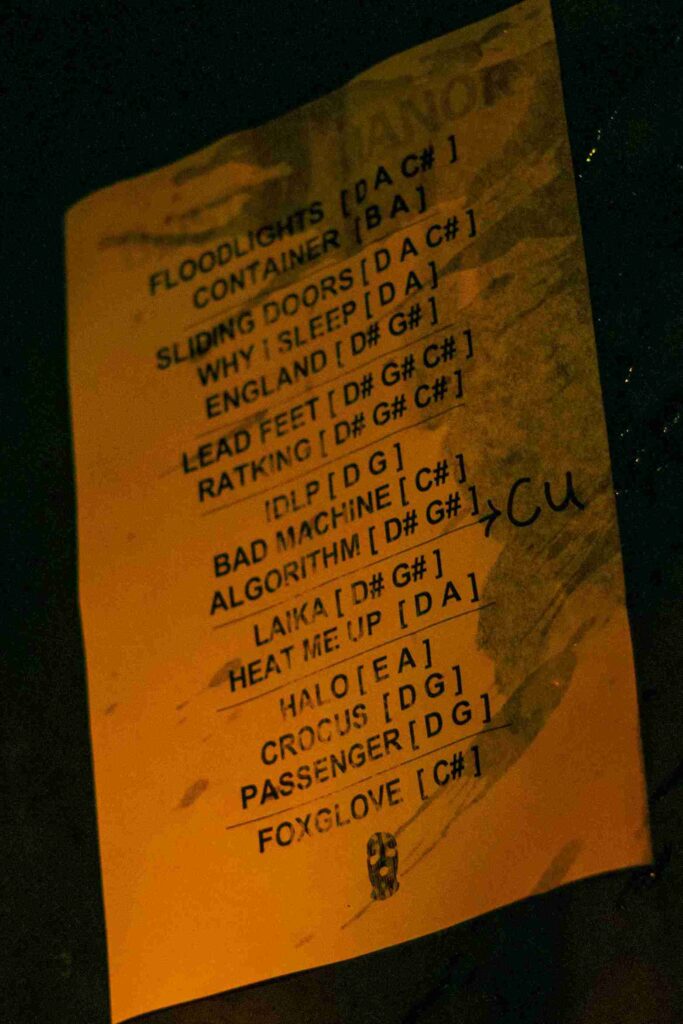 FLOODLIGHTS [ D A C# ]
CONTAINER [ B A ]
SLIDING DOORS [ D A C# ]
WHY I SLEEP [ D A ]
ENGLAND [ D# G# ]
LEAD FEET [ D# G# C# ]
RATKING [ D# G# C# ]
IDLP [ D G ]
BAD MACHINE [ C# ]
ALGORITHM [ D# G# ] → CU
LAIKA [ D# G# ]
HEAT ME UP [ D A ]
HALO [ E A ]
CROCUS [ D G ]
PASSENGER [ D G ]
FOXGLOVE [ C# ]